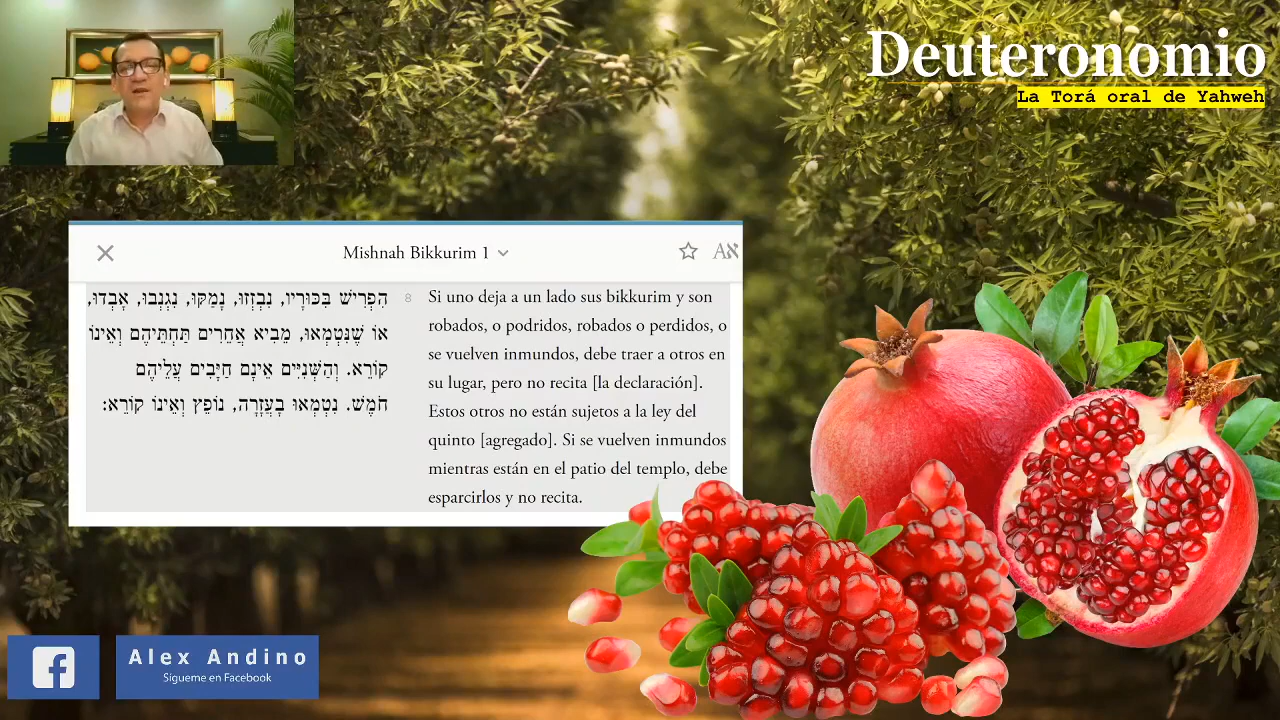 Deuteronomio
La Torá oral de Yahweh
Mishnah Bikkurim 1
הִפְרִישׁ בִּכּוּרָיו, נִבְזְזוּ, נָמַקּוּ, נִגְנְבוּ, אָבְדוּ,
אוֹ שֶׁנִּטְמְאוּ, מֵבִיא אֲחֵרִים תַּחְתֵּיהֶם וְאֵינוֹ
קוֹרֵא. וְהַשְּׁנִיִּים אֵינָם חַיָּבִים עֲלֵיהֶם
חֹמֶשׁ. נִטְמְאוּ בָעֲזָרָה, נוֹפֵץ וְאֵינוֹ קוֹרֵא:
8
Si uno deja a un lado sus bikkurim y son
robados, o podridos, robados o perdidos, o
se vuelven inmundos, debe traer a otros en
su lugar, pero no recita [la declaración].
Estos otros no están sujetos a la ley del
quinto [agregado]. Si se vuelven inmundos
mientras están en el patio del templo, debe
esparcirlos y no recita.
Alex Andino
Sigueme en Facebook